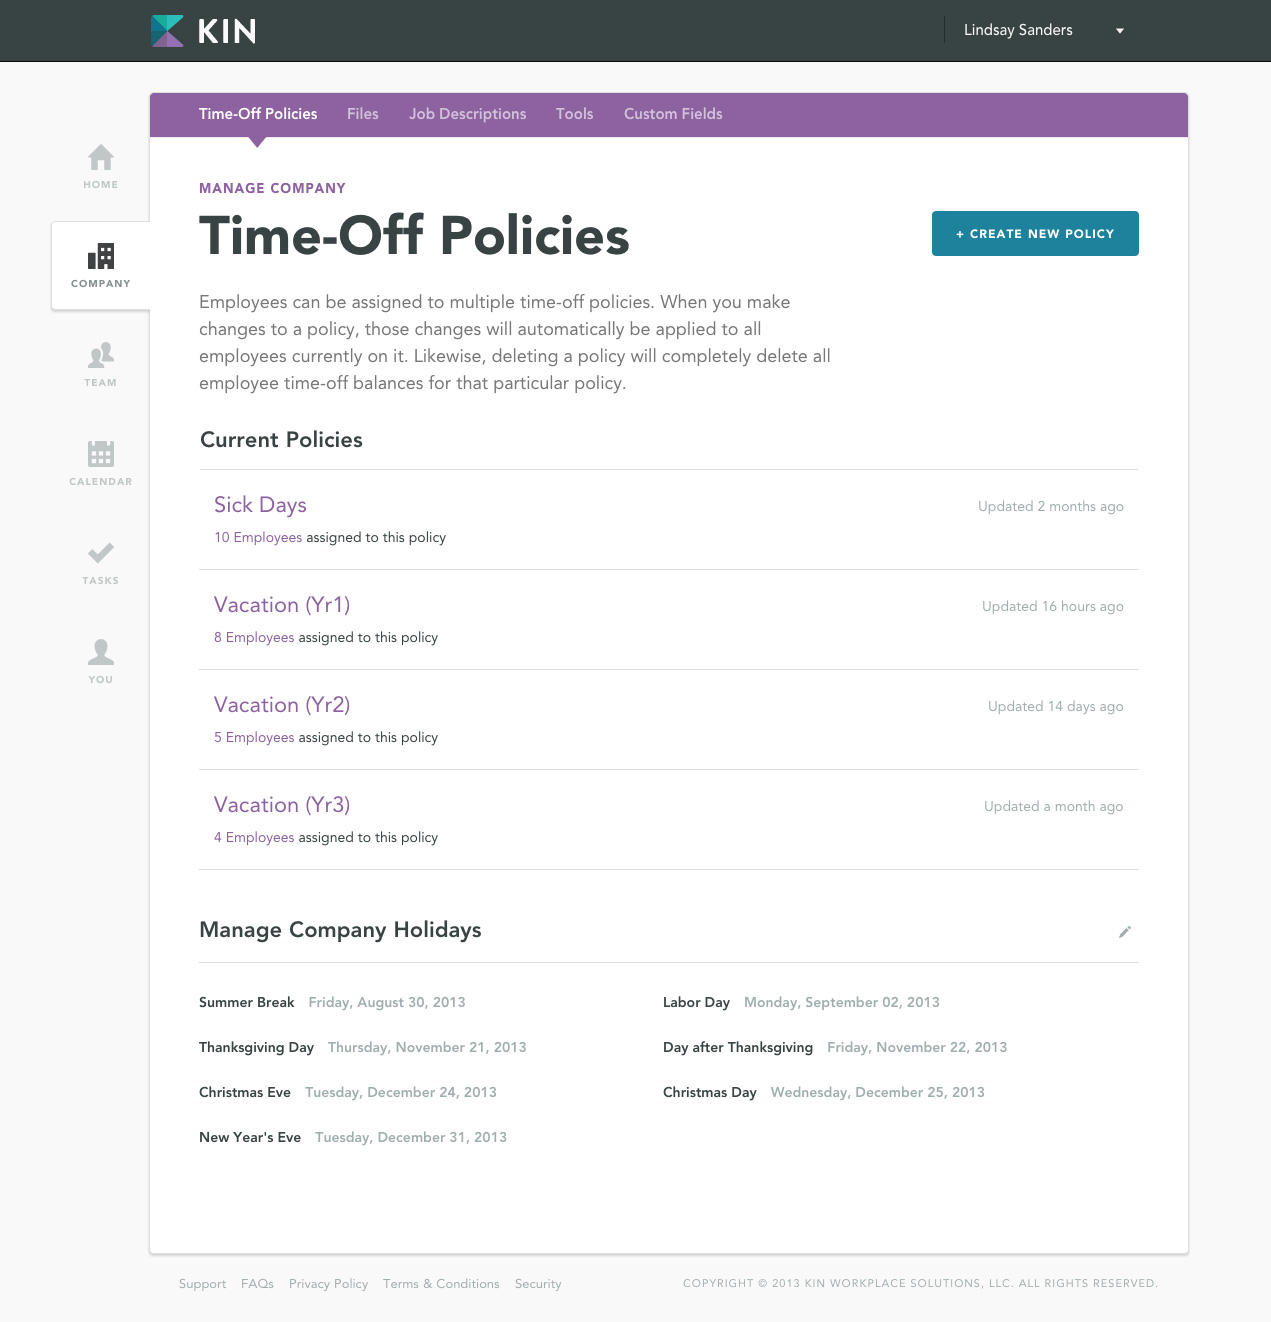 KIN
Lindsay Sanders
Time-Off Policies Files Job Descriptions Tools Custom Fields
HOME
COMPANY
TEAM
CALENDAR
TASKS
YOU
MANAGE COMPANY
Time-Off Policies
+ CREATE NEW POLICY
Employees can be assigned to multiple time-off policies. When you make
changes to a policy, those changes will automatically be applied to all
employees currently on it. Likewise, deleting a policy will completely delete all
employee time-off balances for that particular policy.
Current Policies
Sick Days Updated 2 months ago
10 Employees assigned to this policy
Vacation (Yr1) Updated 16 hours ago
8 Employees assigned to this policy
Vacation (Yr2) Updated 14 days ago
5 Employees assigned to this policy
Vacation (Yr3) Updated a month ago
4 Employees assigned to this policy
Manage Company Holidays
Summer Break Friday, August 30, 2013 Labor Day Monday, September 02, 2013
Thanksgiving Day Thursday, November 21, 2013 Day after Thanksgiving Friday, November 22, 2013
Christmas Eve Tuesday, December 24, 2013 Christmas Day Wednesday, December 25, 2013
New Year's Eve Tuesday, December 31, 2013
Support FAQs Privacy Policy Terms & Conditions Security COPYRIGHT © 2013 KIN WORKPLACE SOLUTIONS, LLC. ALL RIGHTS RESERVED.